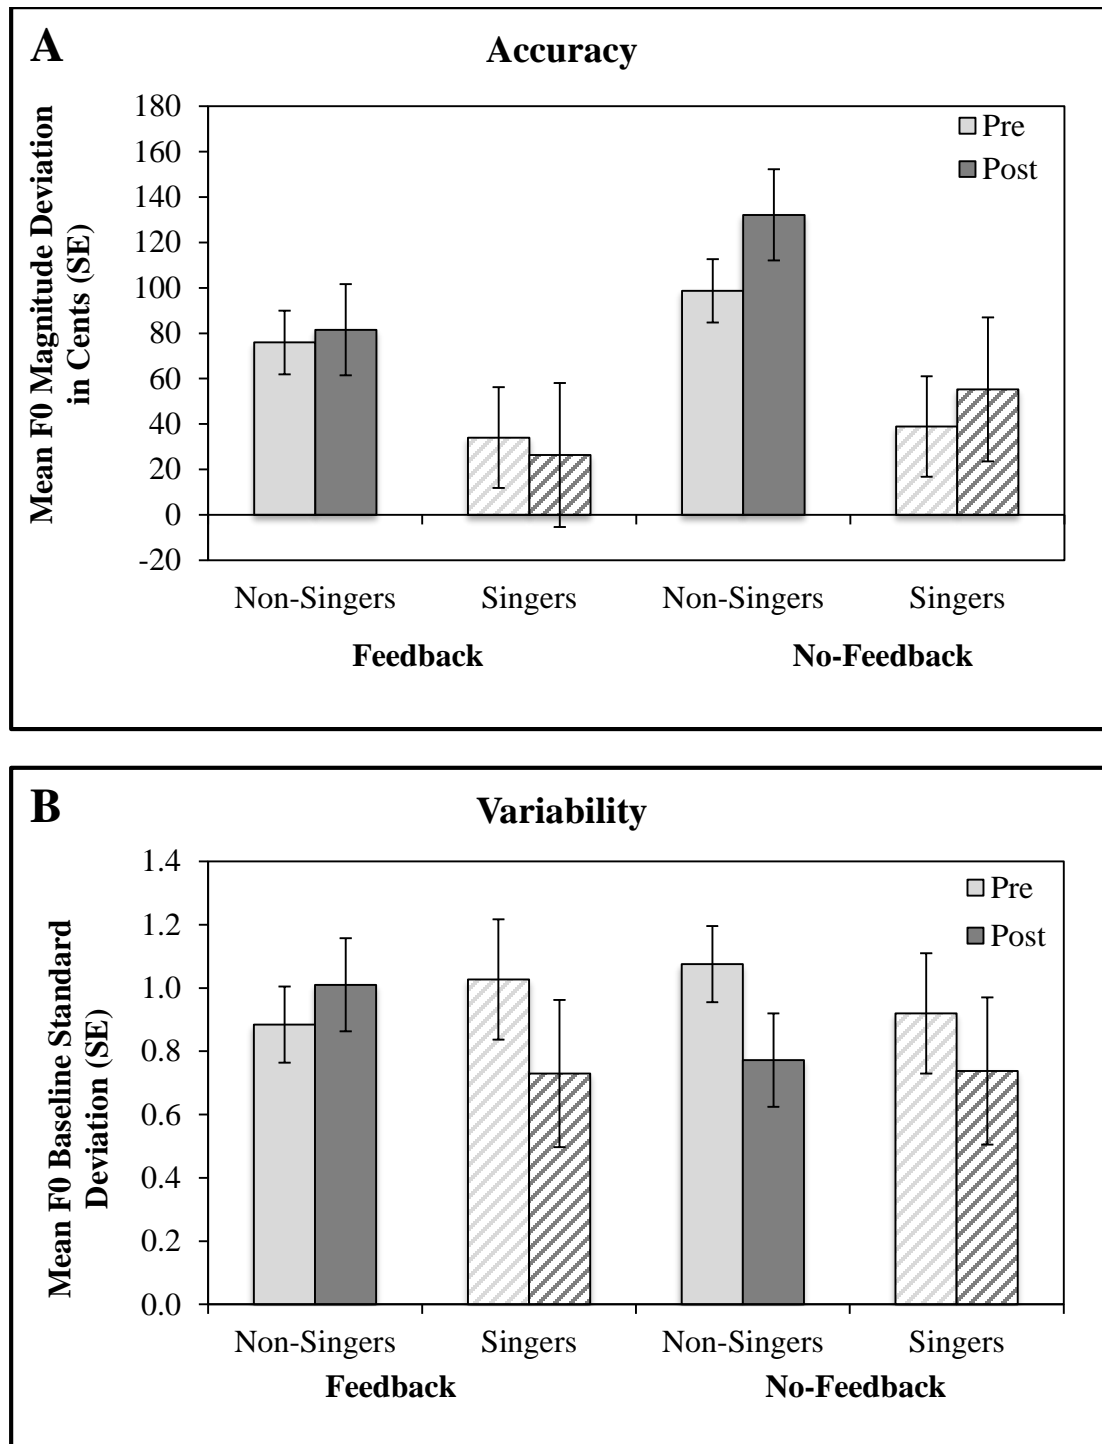 A
Accuracy
Mean F0 Magnitude Deviation
in Cents (SE)
180
160
140
120
100
80
60
40
20
0
-20
Pre
Post
Non-Singers
Singers
Non-Singers
Singers
Feedback
No-Feedback
B
Variability
Mean F0 Baseline Standard
Deviation (SE)
1.4
1.2
1.0
0.8
0.6
0.4
0.2
0.0
Pre
Post
Non-Singers
Singers
Non-Singers
Singers
Feedback
No-Feedback